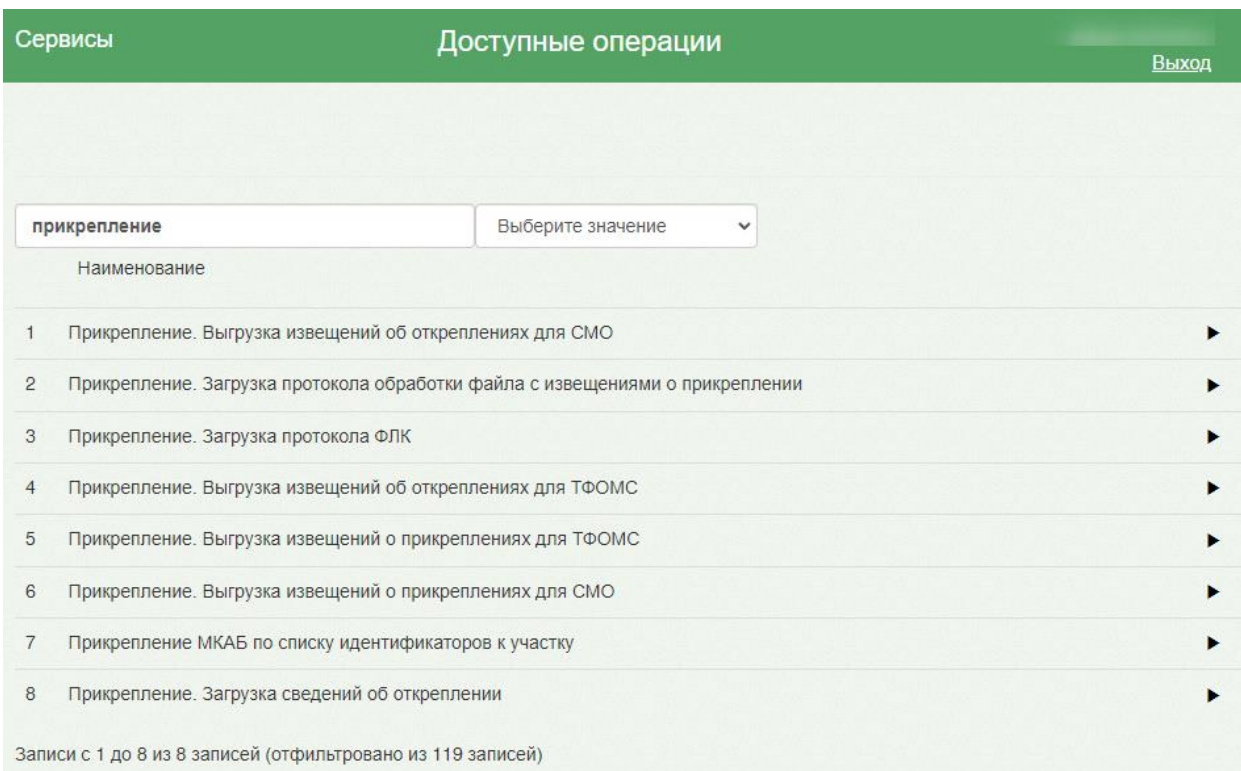 Сервисы
Доступные операции
Выход
прикрепление
Выберите значение
Наименование
1 Прикрепление. Выгрузка извещений об откреплениях для СМО
2 Прикрепление. Загрузка протокола обработки файла с извещениями о прикреплении
3 Прикрепление. Загрузка протокола ФЛК
4 Прикрепление. Выгрузка извещений об откреплениях для ТФОМС
5 Прикрепление. Выгрузка извещений о прикреплениях для ТФОМС
6 Прикрепление. Выгрузка извещений о прикреплениях для СМО
7 Прикрепление МКАБ по списку идентификаторов к участку
8 Прикрепление. Загрузка сведений об откреплении
Записи с 1 до 8 из 8 записей (отфильтровано из 119 записей)